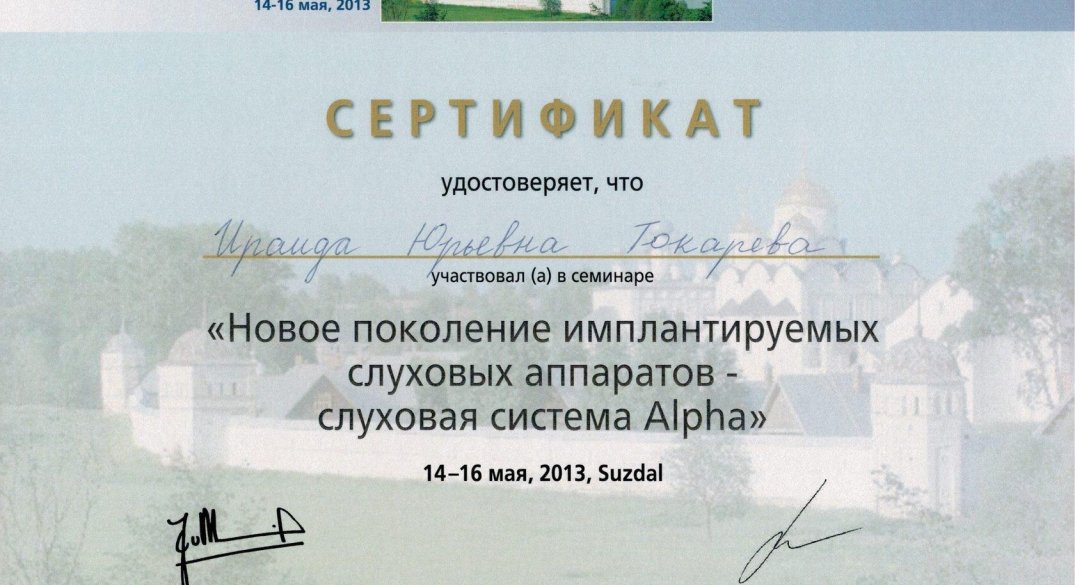 14-16 мая, 2013
СЕРТИФИКАТ
удостоверяет, что
Ираида Юрьевна Токарева
участвовал (а) в семинаре
«Новое поколение имплантируемых
слуховых аппаратов -
слуховая система Alpha»
14–16 мая, 2013, Suzdal